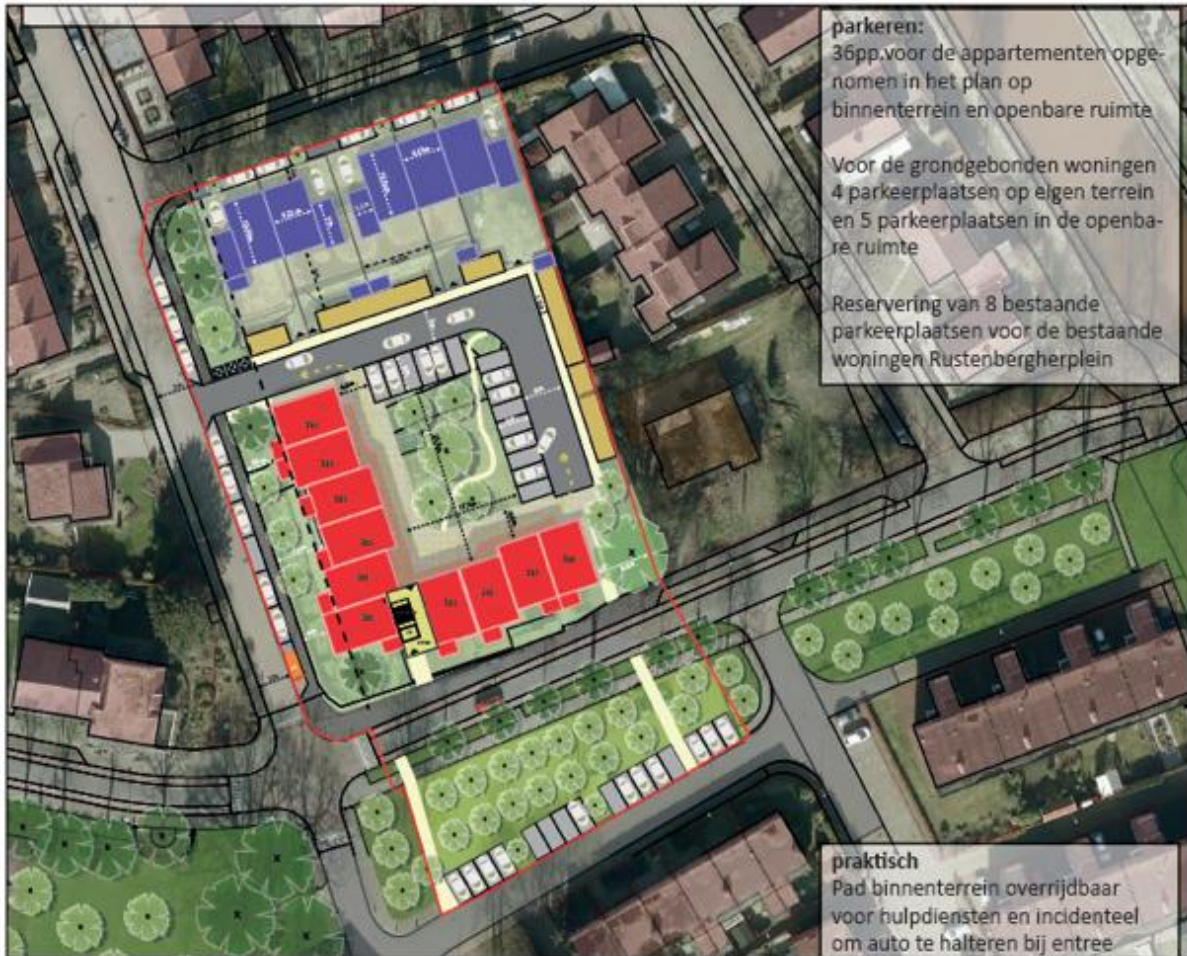 parkeren:
36pp.voor de appartementen opge-
nomen in het plan op
binnenterrein en openbare ruimte
Voor de grondgebonden woningen
4 parkeerplaatsen op eigen terrein
en 5 parkeerplaatsen in de openba-
re ruimte
Reservering van 8 bestaande
parkeerplaatsen voor de bestaande
woningen Rustenbergherplein
praktisch
Pad binnenterrein overrijdbaar
voor hulpdiensten en incidenteel
om auto te halteren bij entree